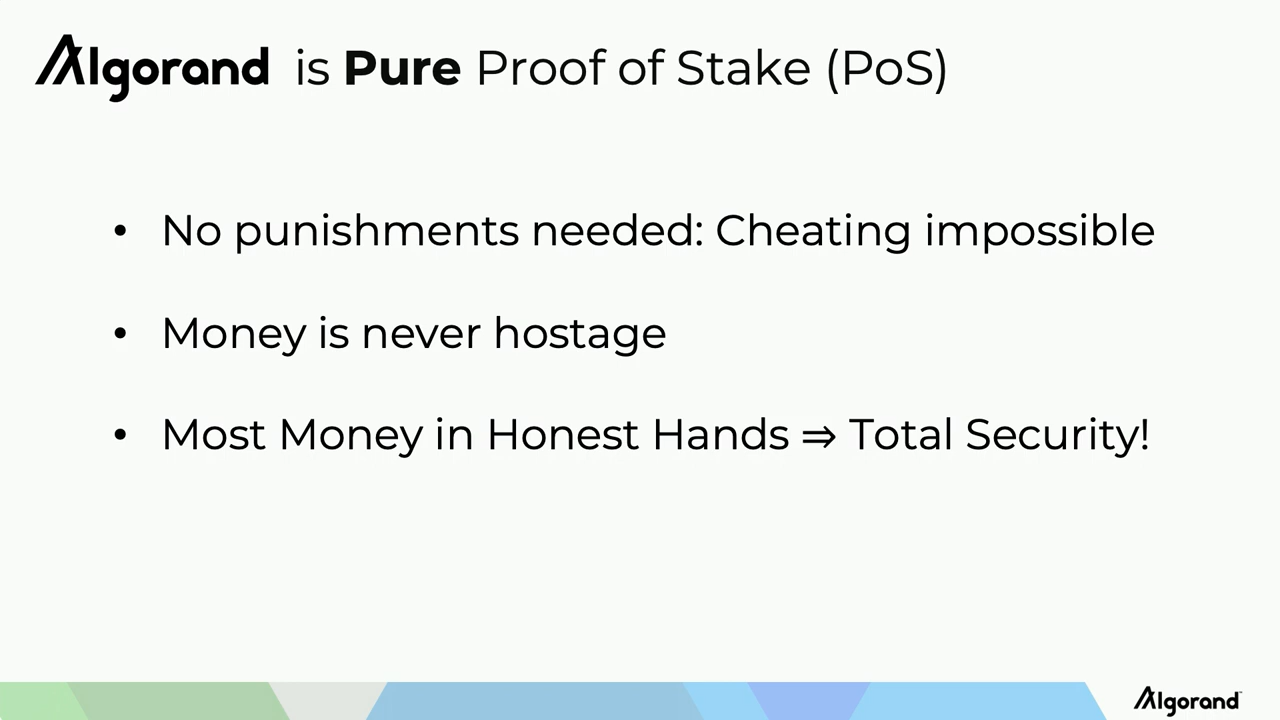 Algorand is Pure Proof of Stake (PoS)
• No punishments needed: Cheating impossible
• Money is never hostage
• Most Money in Honest Hands ⇒ Total Security!
Algorand